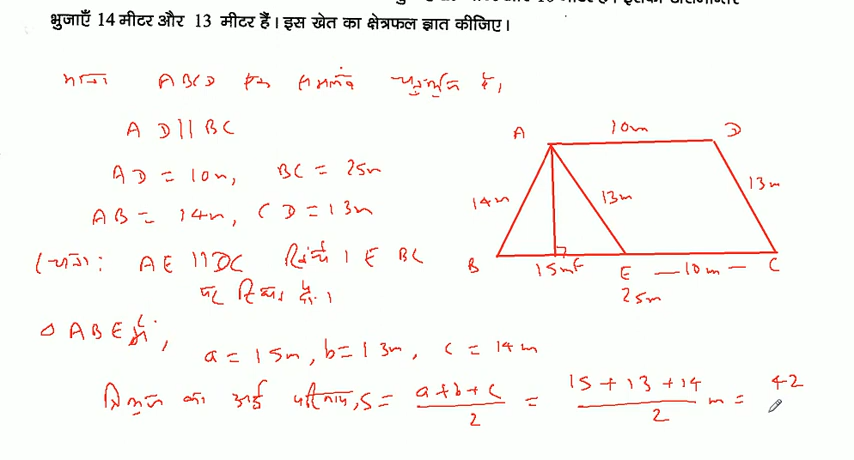 भुजाएँ 14 मीटर और 13 मीटर हैं। इस खेत का क्षेत्रफल ज्ञात कीजिए।
माना ABCD एक समलंब चतुर्भुज है।
AD || BC
AD = 10m, BC = 25m
AB = 14m, CD = 13m
रचना: AE || DC खिंचें। E BC
पर स्थित है।
△ABE में,
a = 15m, b = 13m, c = 14m
त्रिभुज का अर्द्ध परिमाप, S = a+b+c / 2 = 15+13+14 / 2 m = 42
A 10m D
14m 13m 13m
B 15m F E 10m C
25m